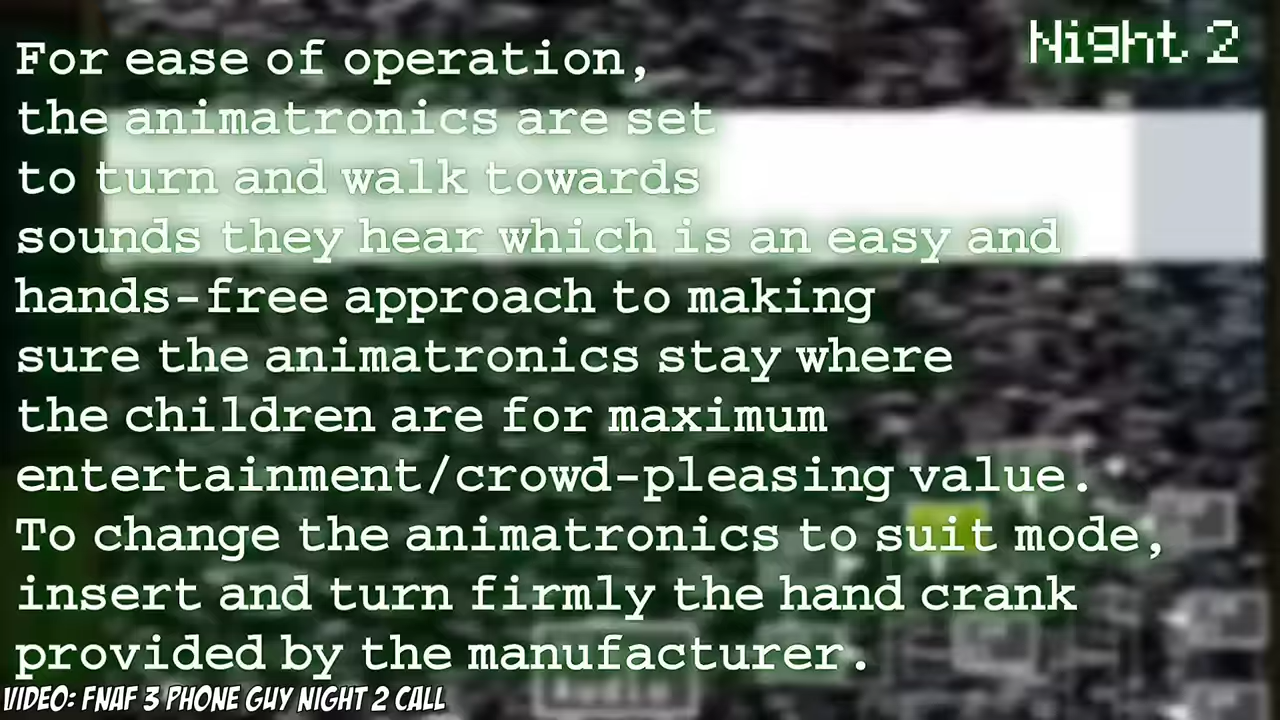 Night 2
For ease of operation,
the animatronics are set
to turn and walk towards
sounds they hear which is an easy and
hands-free approach to making
sure the animatronics stay where
the children are for maximum
entertainment/crowd-pleasing value.
To change the animatronics to suit mode,
insert and turn firmly the hand crank
provided by the manufacturer.
VIDEO: FNAF 3 PHONE GUY NIGHT 2 CALL